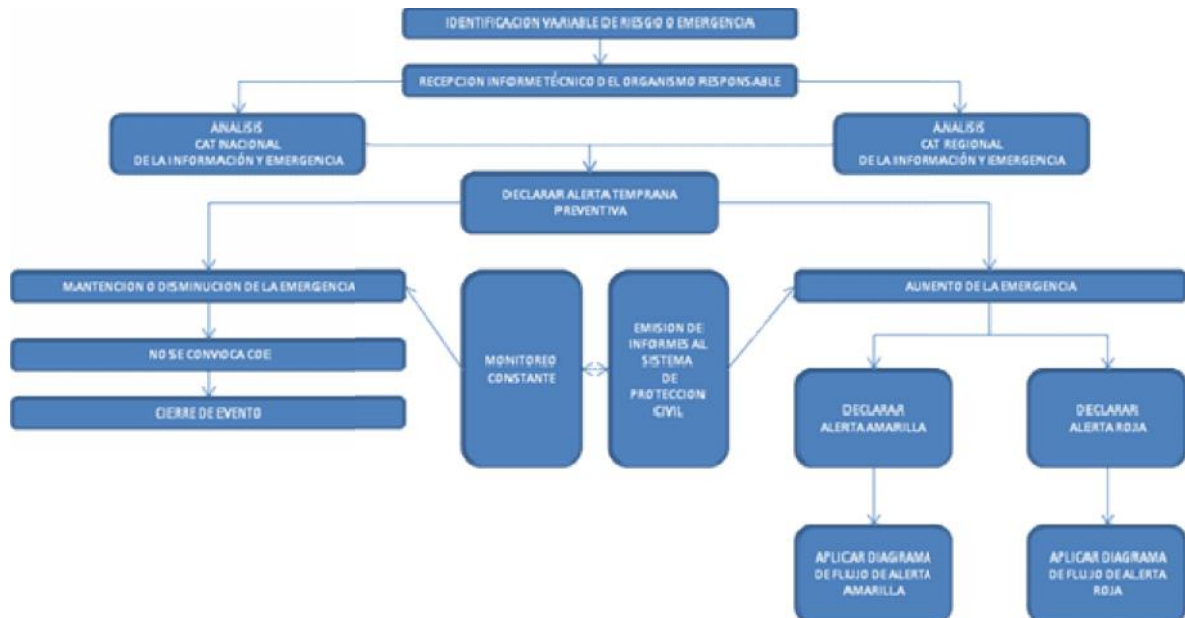 IDENTIFICACION VARIABLE DE RIESGO O EMERGENCIA
RECEPCION INFORME TÉCNICO DEL ORGANISMO RESPONSABLE
ANALISIS
CAT NACIONAL
DE LA INFORMACIÓN Y EMERGENCIA
ANALISIS
CAT REGIONAL
DE LA INFORMACIÓN Y EMERGENCIA
DECLARAR ALERTA TEMPRANA
PREVENTIVA
MANTENCION O DISMINUCION DE LA EMERGENCIA
AUMENTO DE LA EMERGENCIA
NO SE CONVOCA COE
CIERRE DE EVENTO
MONITOREO
CONSTANTE
EMISION DE
INFORMES AL
SISTEMA
DE
PROTECCION
CIVIL
DECLARAR
ALERTA AMARILLA
DECLARAR
ALERTA ROJA
APLICAR DIAGRAMA
DE FLUJO DE ALERTA
AMARILLA
APLICAR DIAGRAMA
DE FLUJO DE ALERTA
ROJA